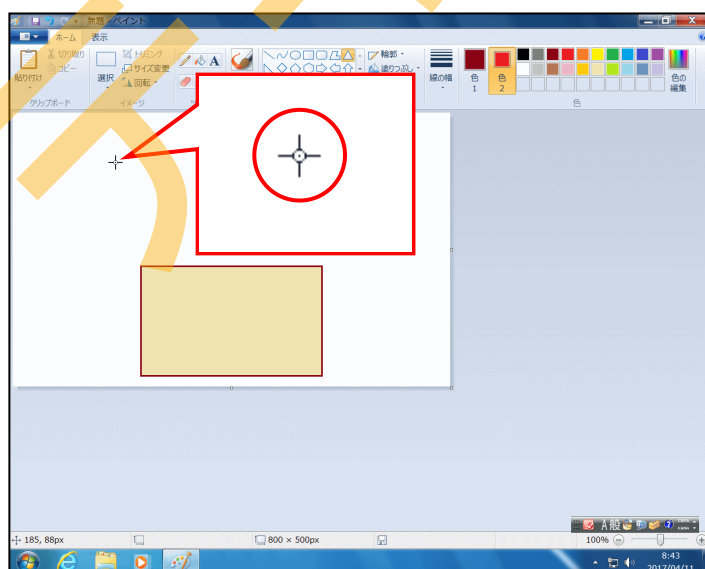 無題 - ペイント
ホーム 表示
貼り付け
切り取り
コピー
クリップボード
選択
トリミング
サイズ変更
回転
イメージ
A
輪郭
塗りつぶし
線の幅
色
1
色
2
色の
編集
色
185, 88px
800 × 500px
A 般
100%
8:43
2017/04/11